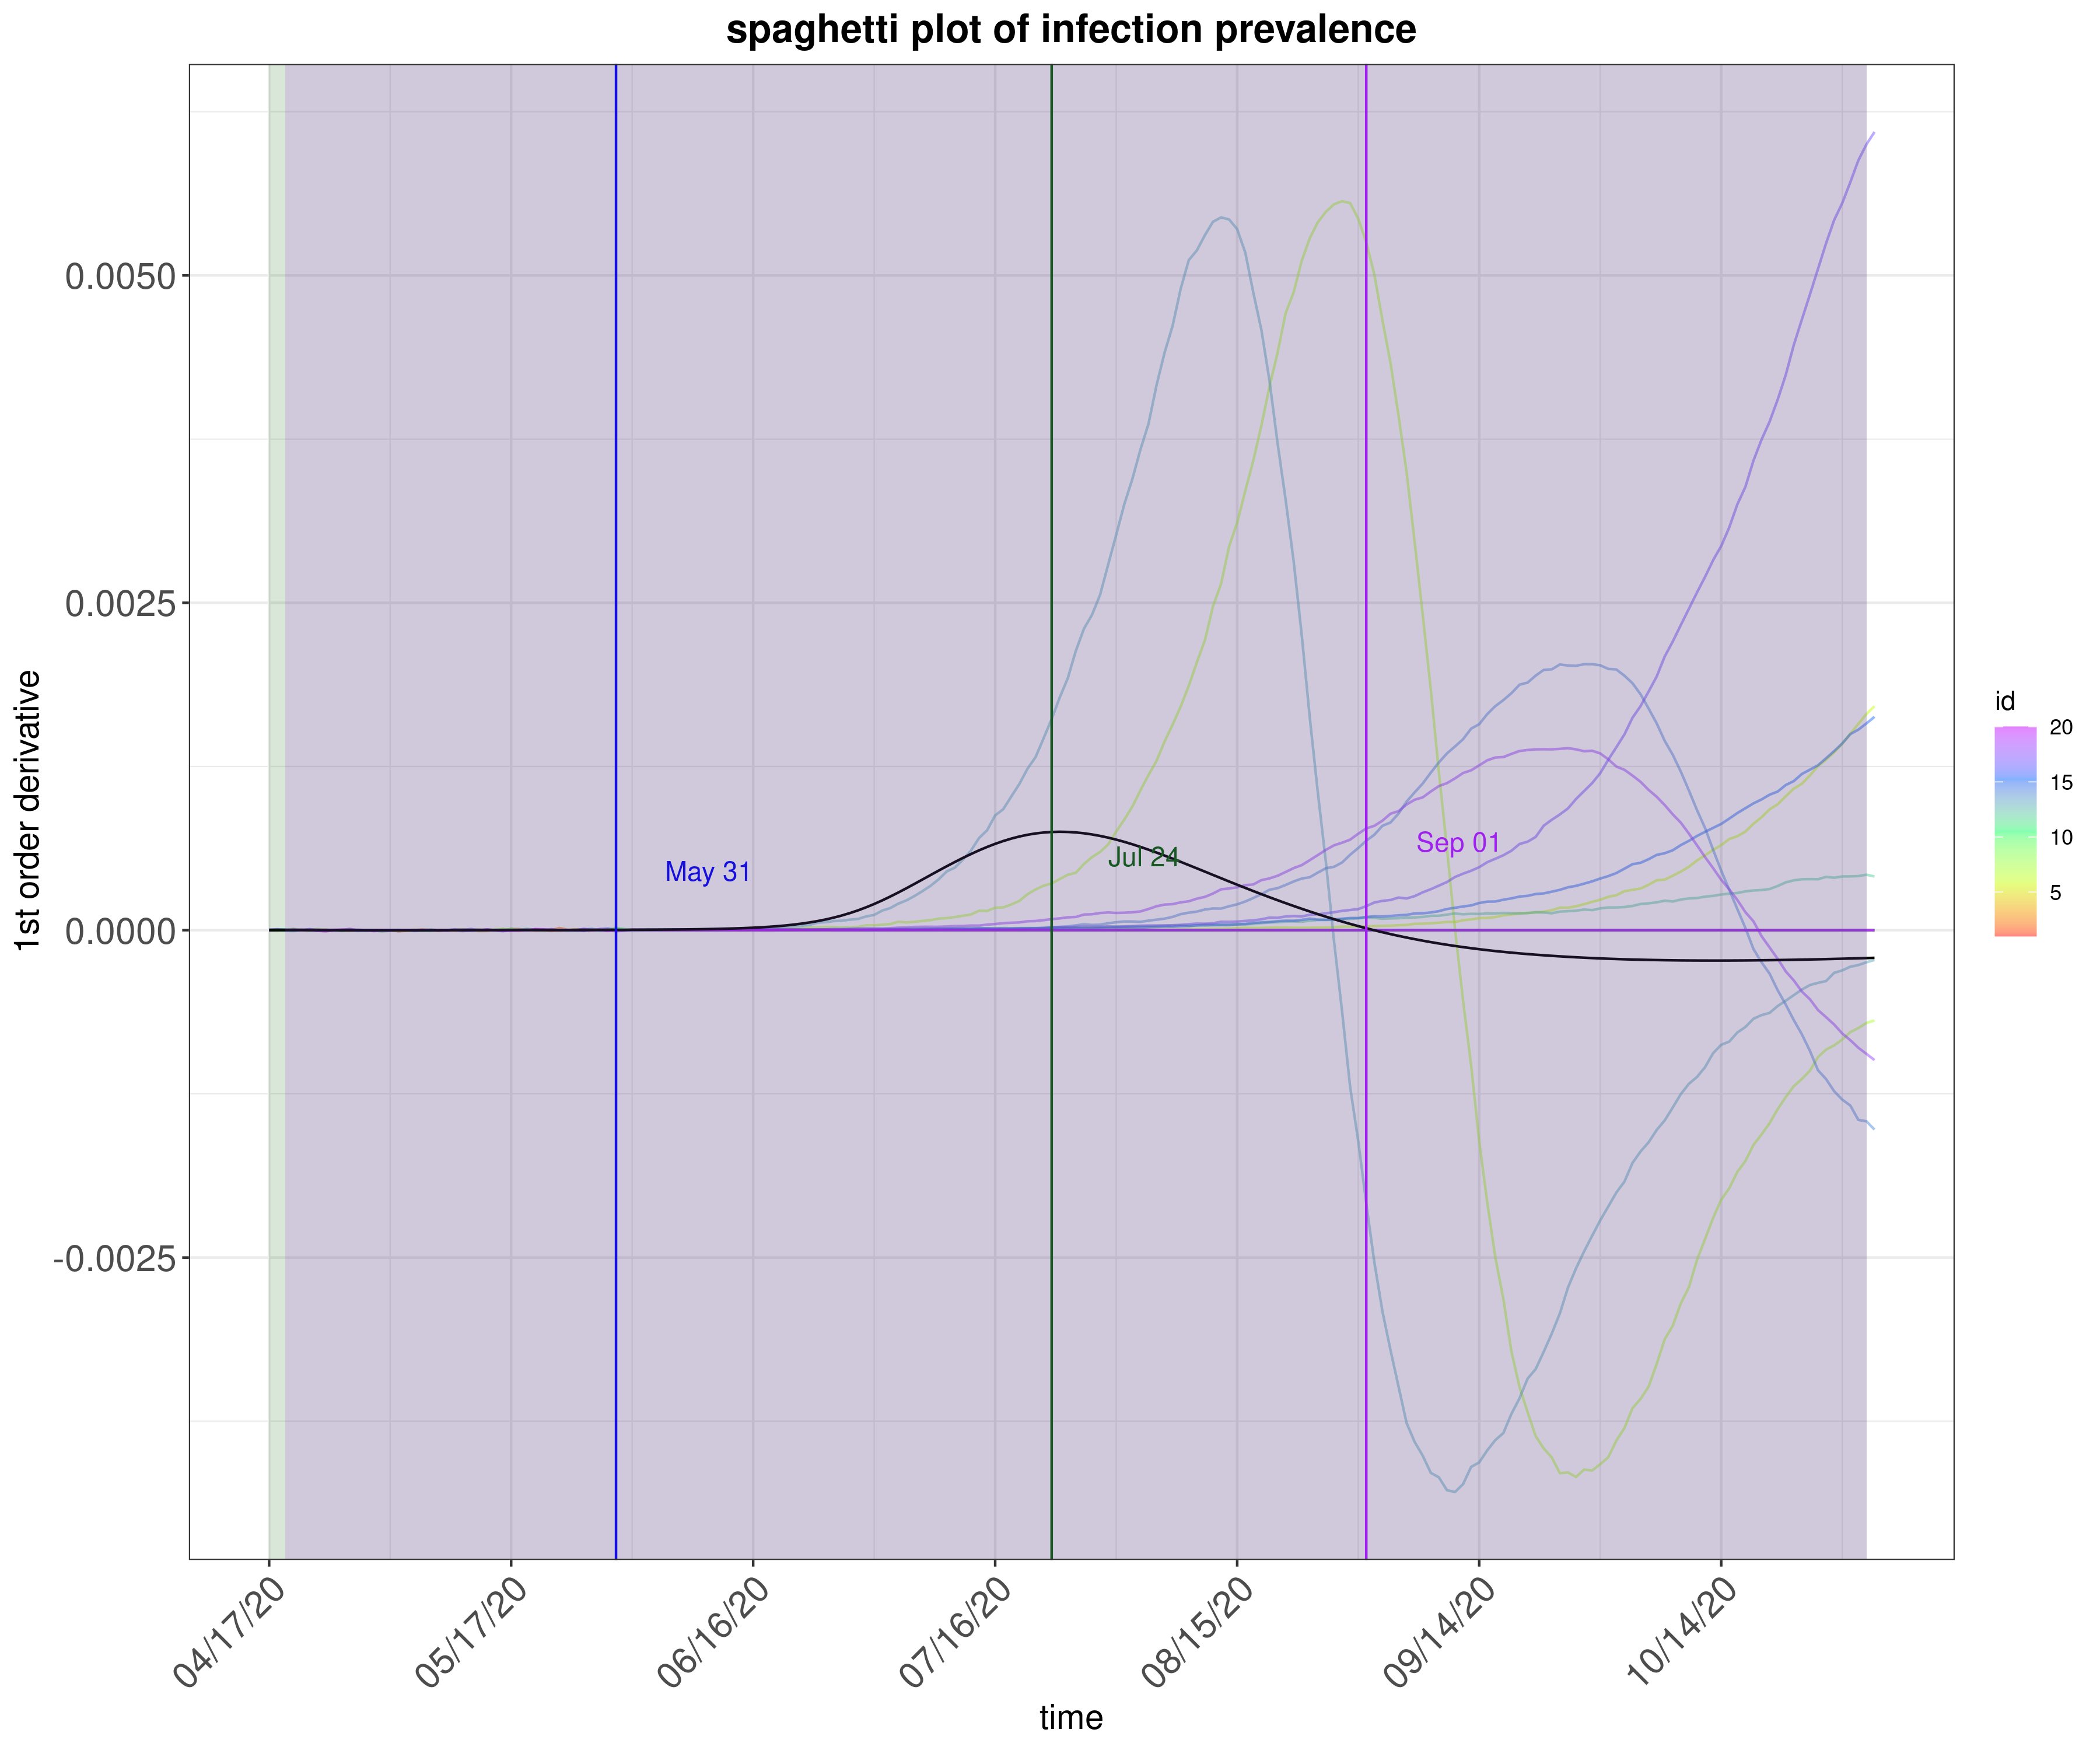 spaghetti plot of infection prevalence
1st order derivative
0.0050
0.0025
0.0000
-0.0025
May 31
Jul 24
Sep 01
id
20
15
10
5
04/17/20
05/17/20
06/16/20
07/16/20
08/15/20
09/14/20
10/14/20
time